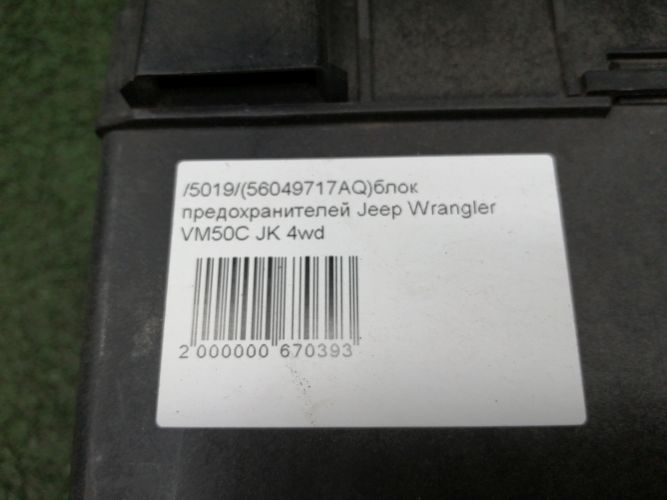 /5019/(56049717AQ)блок
предохранителей Jeep Wrangler
VM50C JK 4wd
2 000000 670393